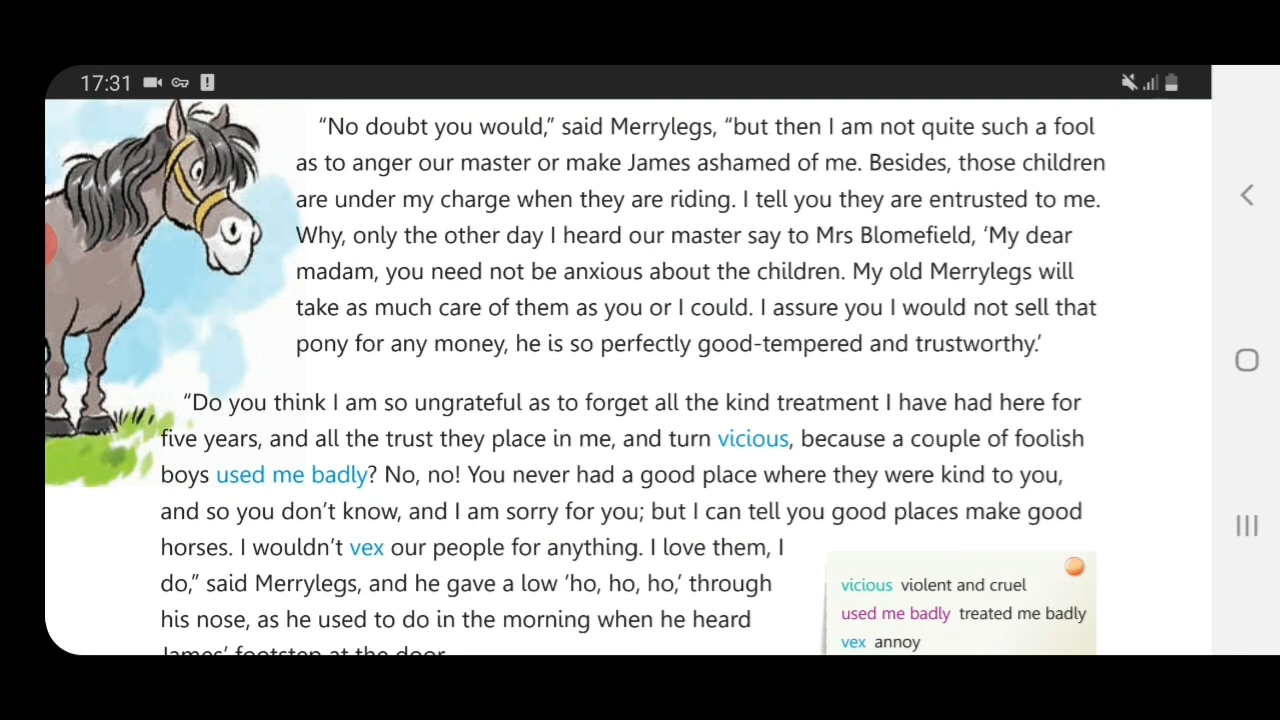 17:31
“No doubt you would,” said Merrylegs, “but then I am not quite such a fool
as to anger our master or make James ashamed of me. Besides, those children
are under my charge when they are riding. I tell you they are entrusted to me.
Why, only the other day I heard our master say to Mrs Blomefield, ‘My dear
madam, you need not be anxious about the children. My old Merrylegs will
take as much care of them as you or I could. I assure you I would not sell that
pony for any money, he is so perfectly good-tempered and trustworthy.’
“Do you think I am so ungrateful as to forget all the kind treatment I have had here for
five years, and all the trust they place in me, and turn vicious, because a couple of foolish
boys used me badly? No, no! You never had a good place where they were kind to you,
and so you don’t know, and I am sorry for you; but I can tell you good places make good
horses. I wouldn’t vex our people for anything. I love them, I
do,” said Merrylegs, and he gave a low ‘ho, ho, ho,’ through
his nose, as he used to do in the morning when he heard
James’ footstep at the door.
vicious violent and cruel
used me badly treated me badly
vex annoy